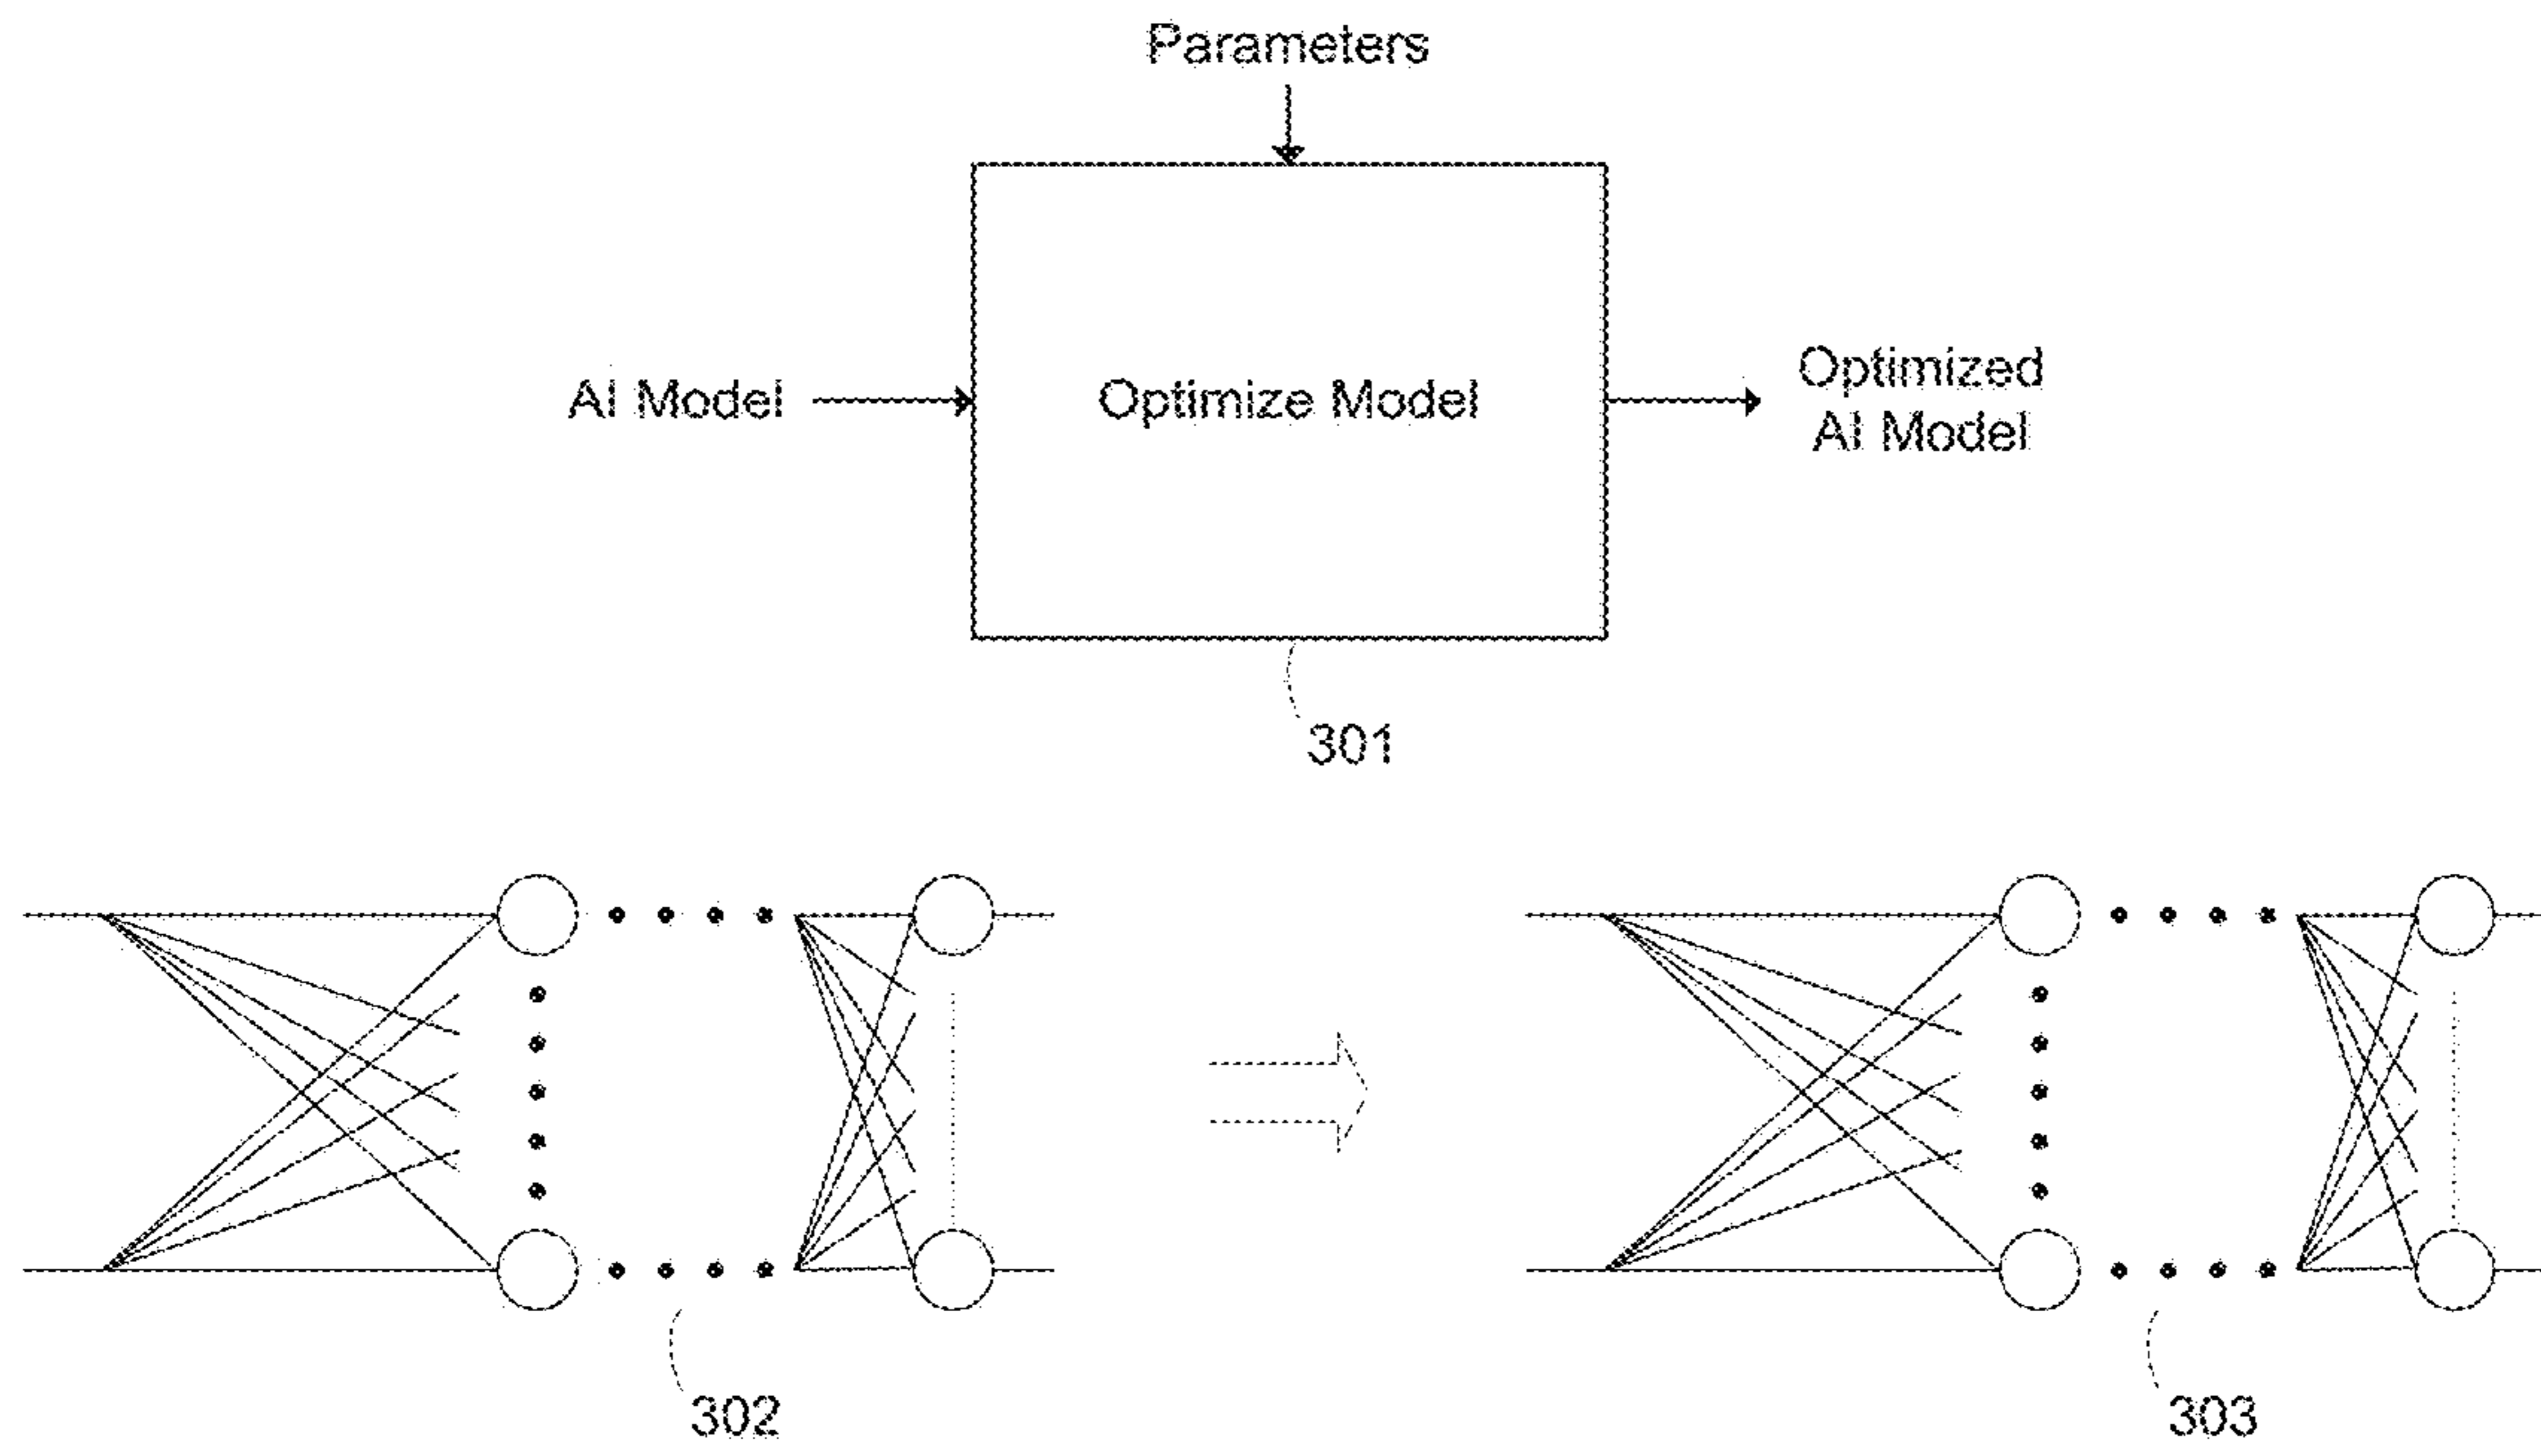 Parameters
AI Model
Optimize Model
Optimized
AI Model
301
302
303